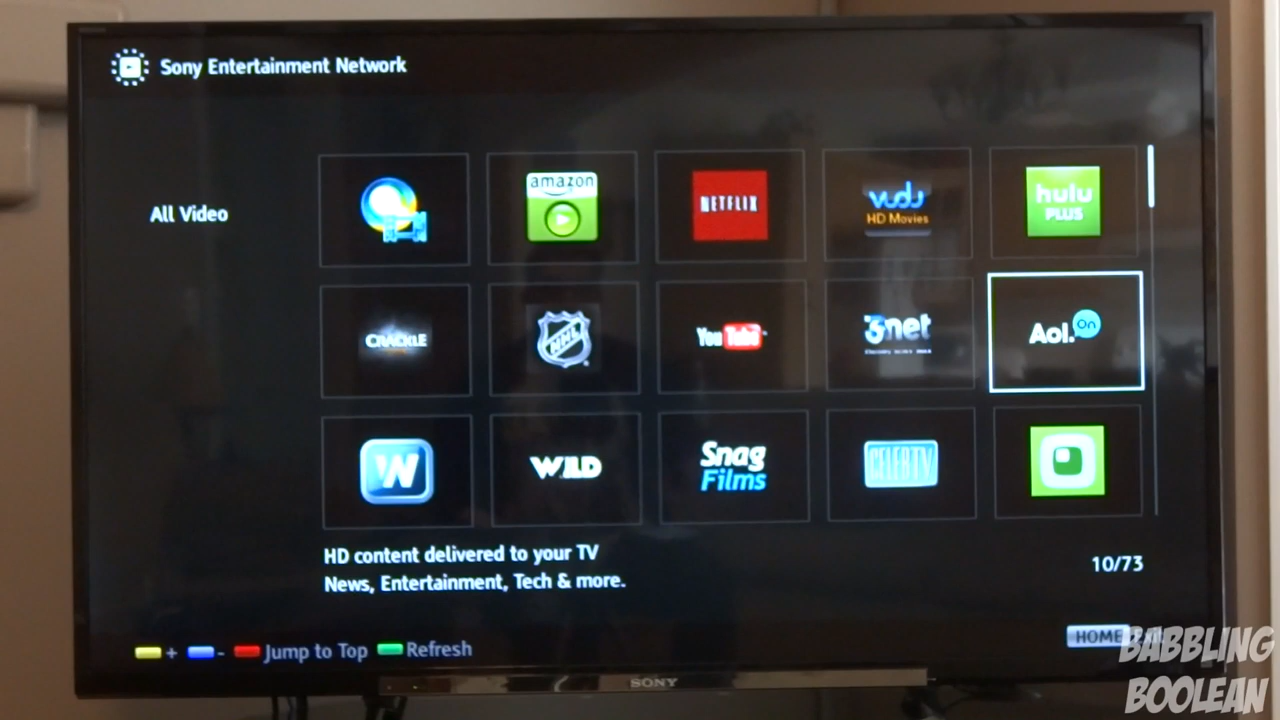 Sony Entertainment Network
All Video
amazon
NETFLIX
vudu
HD Movies
hulu
PLUS
CRACKLE
NHL
YouTube
3net
Aol. On
W
WILD
Snag
Films
CELEBTV
HD content delivered to your TV
News, Entertainment, Tech & more.
10/73
+ - Jump to Top Refresh
HOME Exit
SONY
BABBLING
BOOLEAN